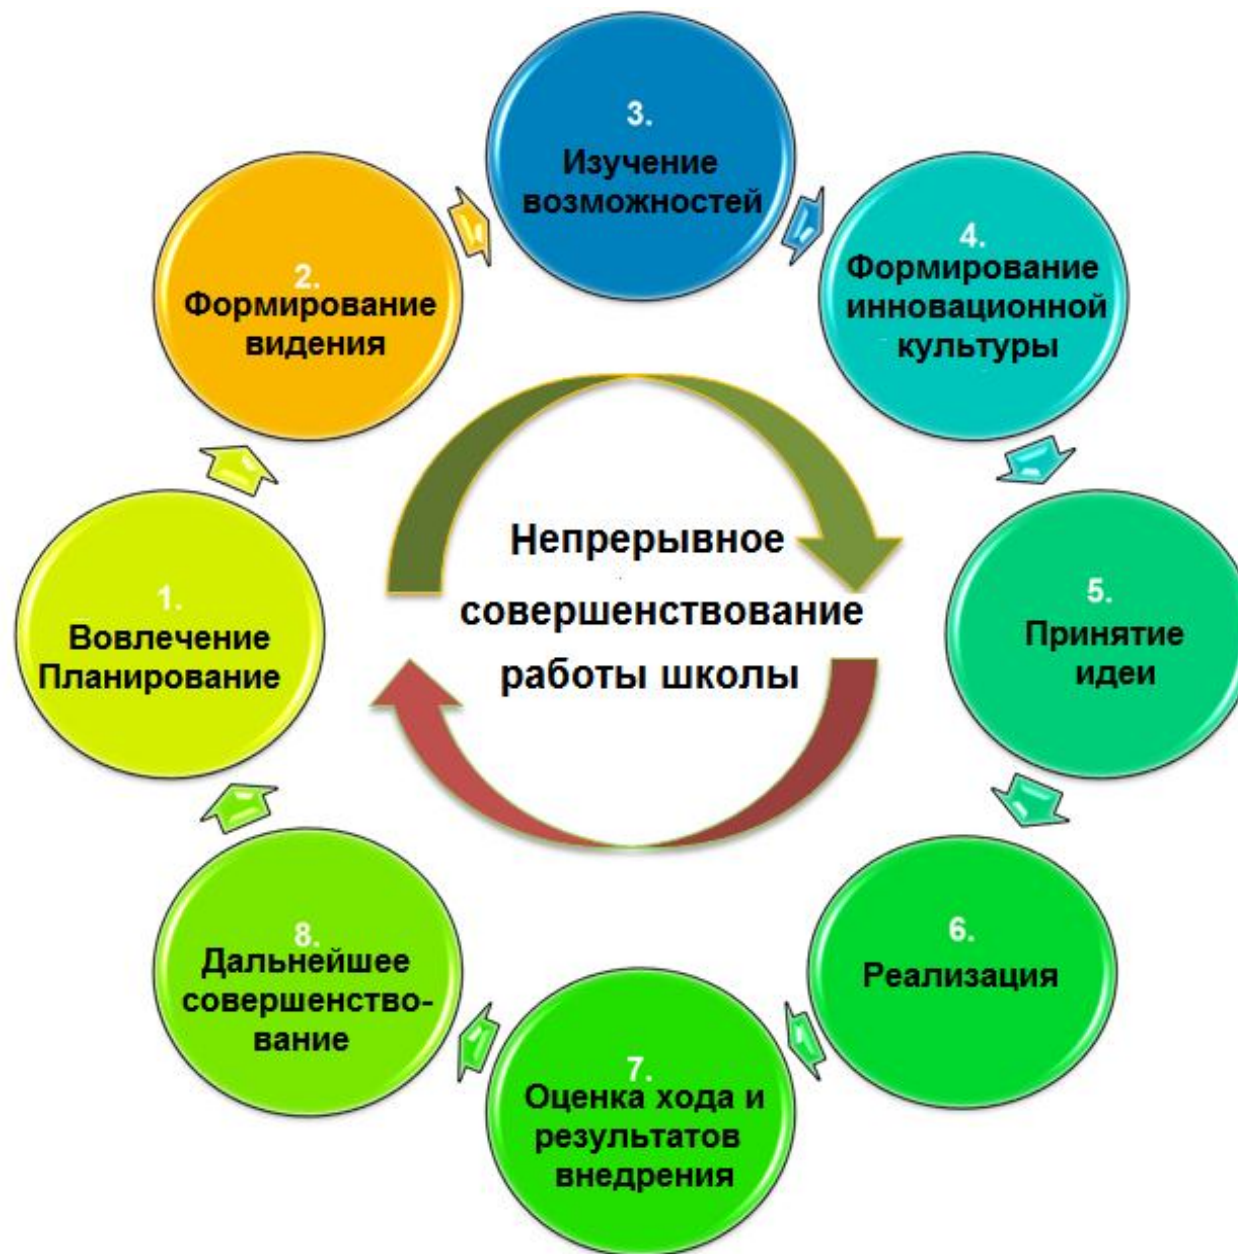 1.
Вовлечение
Планирование
2.
Формирование
видения
3.
Изучение
возможностей
4.
Формирование
инновационной
культуры
5.
Принятие
идеи
6.
Реализация
7.
Оценка хода и
результатов
внедрения
8.
Дальнейшее
совершенство-
вание
Непрерывное
совершенствование
работы школы